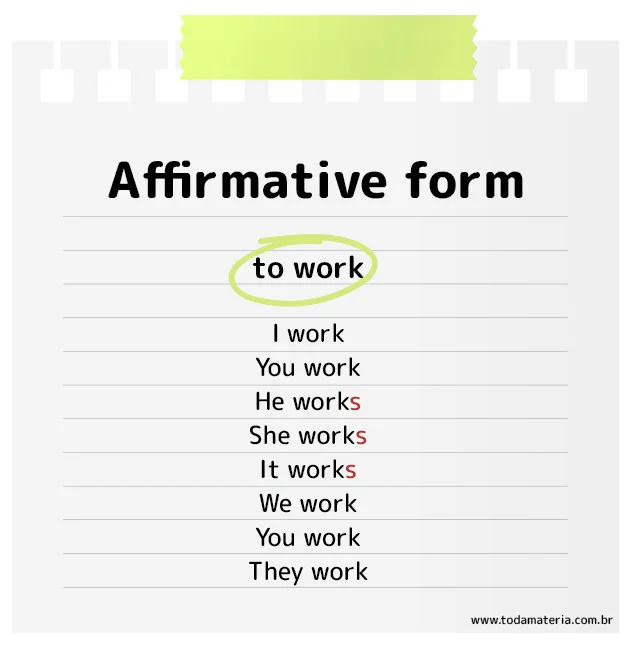 Affirmative form
to work
I work
You work
He works
She works
It works
We work
You work
They work
www.todamateria.com.br